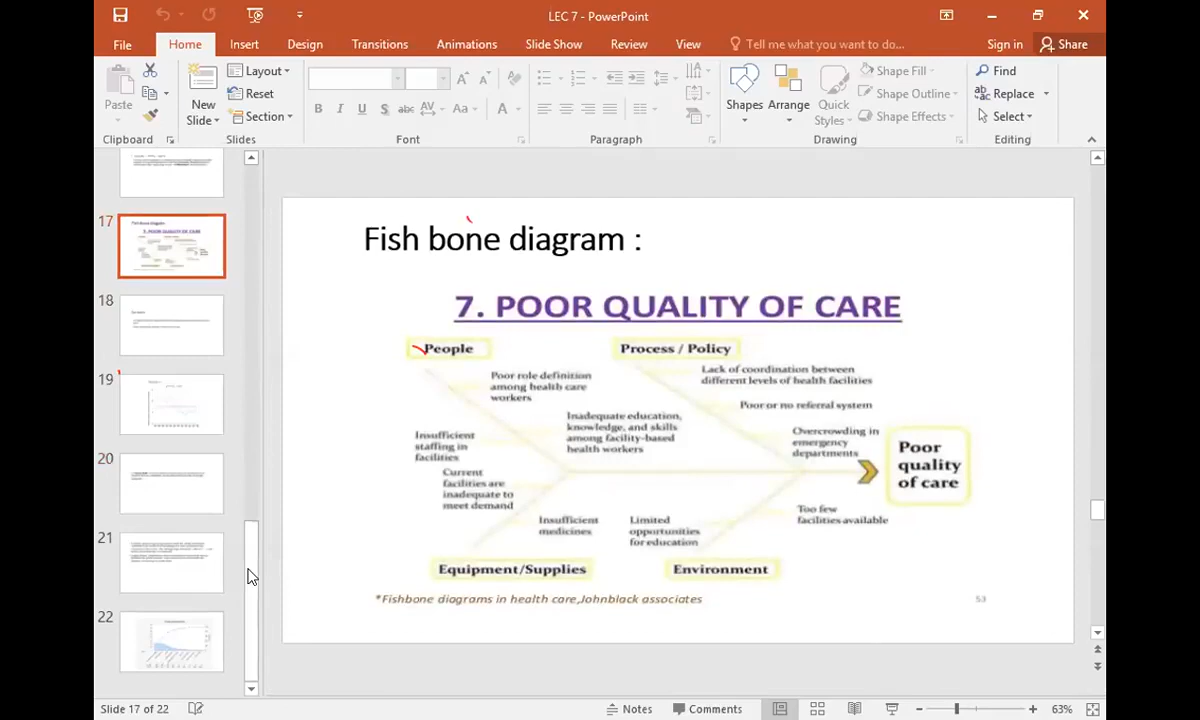 LEC 7 - PowerPoint
File
Home
Insert
Design
Transitions
Animations
Slide Show
Review
View
Tell me what you want to do...
Sign in
Share
Paste
New
Slide
Layout
Reset
Section
B I U S abc AV Aa A
Shapes
Arrange
Quick
Styles
Shape Fill
Shape Outline
Shape Effects
Find
Replace
Select
Clipboard
Slides
Font
Paragraph
Drawing
Editing
17
18
19
20
21
22
Fish bone diagram :
7. POOR QUALITY OF CARE
People
Process / Policy
Poor role definition
among health care
workers
Lack of coordination between
different levels of health facilities
Poor or no referral system
Inadequate education,
knowledge, and skills
among facility-based
health workers
Overcrowding in
emergency
departments
Insufficient
staffing in
facilities
Poor
quality
of care
Current
facilities are
inadequate to
meet demand
Insufficient
medicines
Limited
opportunities
for education
Too few
facilities available
Equipment/Supplies
Environment
*Fishbone diagrams in health care,Johnblack associates
53
Slide 17 of 22
Notes
Comments
63%